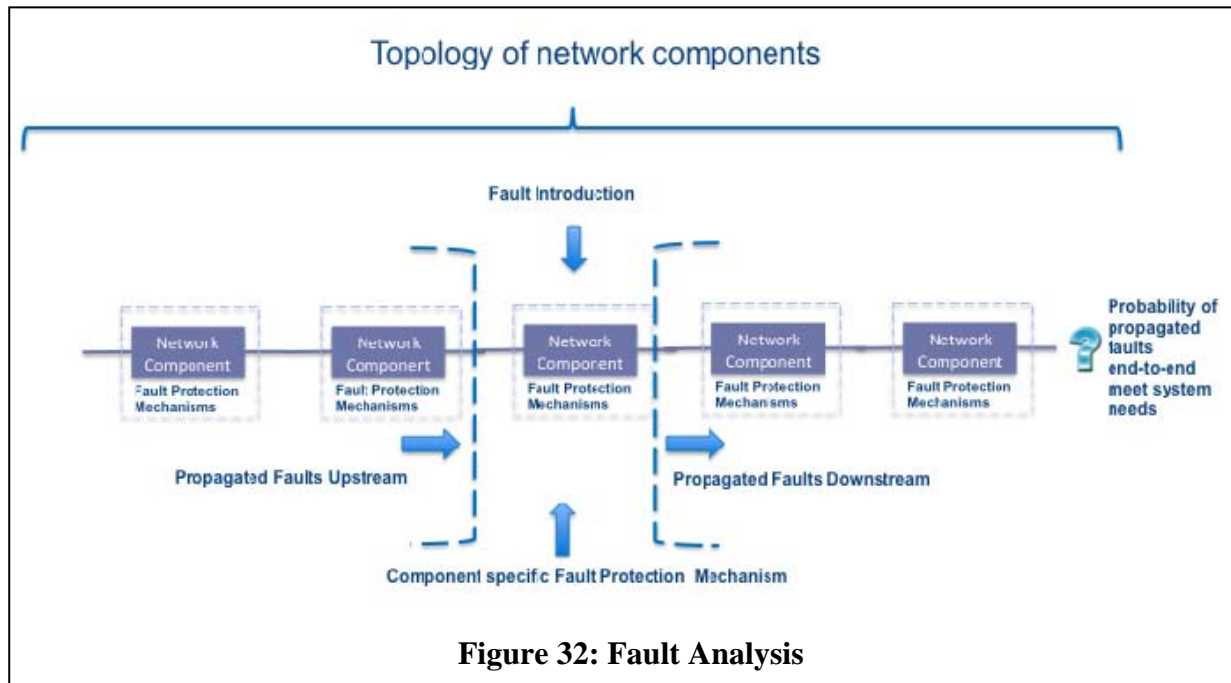 Topology of network components
Fault Introduction
Network
Component
Fault Protection
Mechanisms
Network
Component
Fault Protection
Mechanisms
Network
Component
Fault Protection
Mechanisms
Network
Component
Fault Protection
Mechanisms
Network
Component
Fault Protection
Mechanisms
?
Probability of
propagated
faults
end-to-end
meet system
needs
Propagated Faults Upstream
Propagated Faults Downstream
Component specific Fault Protection Mechanism
Figure 32: Fault Analysis